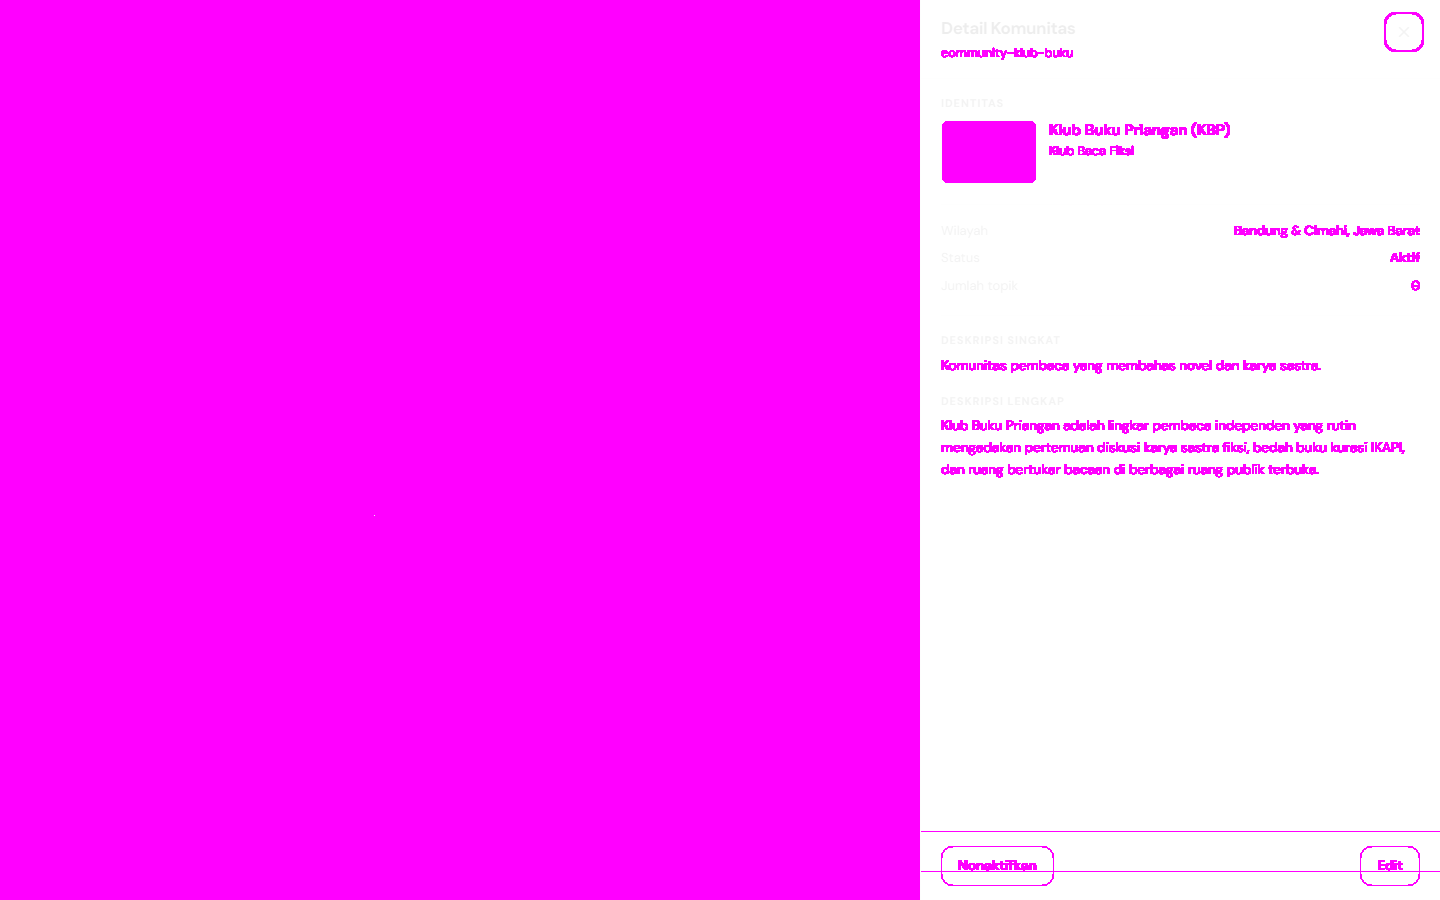 Detail Komunitas
community-klub-buku
IDENTITAS
Klub Buku Priangan (KBP)
Klub Baca Fiksi
Wilayah
Bandung & Cimahi, Jawa Barat
Status
Aktif
Jumlah topik
DESKRIPSI SINGKAT
Komunitas pembaca yang membahas novel dan karya sastra.
DESKRIPSI LENGKAP
Klub Buku Priangan adalah lingkar pembaca independen yang rutin
mengadakan pertemuan diskusi karya sastra fiksi, bedah buku kurasi IKAPI,
dan ruang bertukar bacaan di berbagai ruang publik terbuka.
Nonaktifkan
Edit